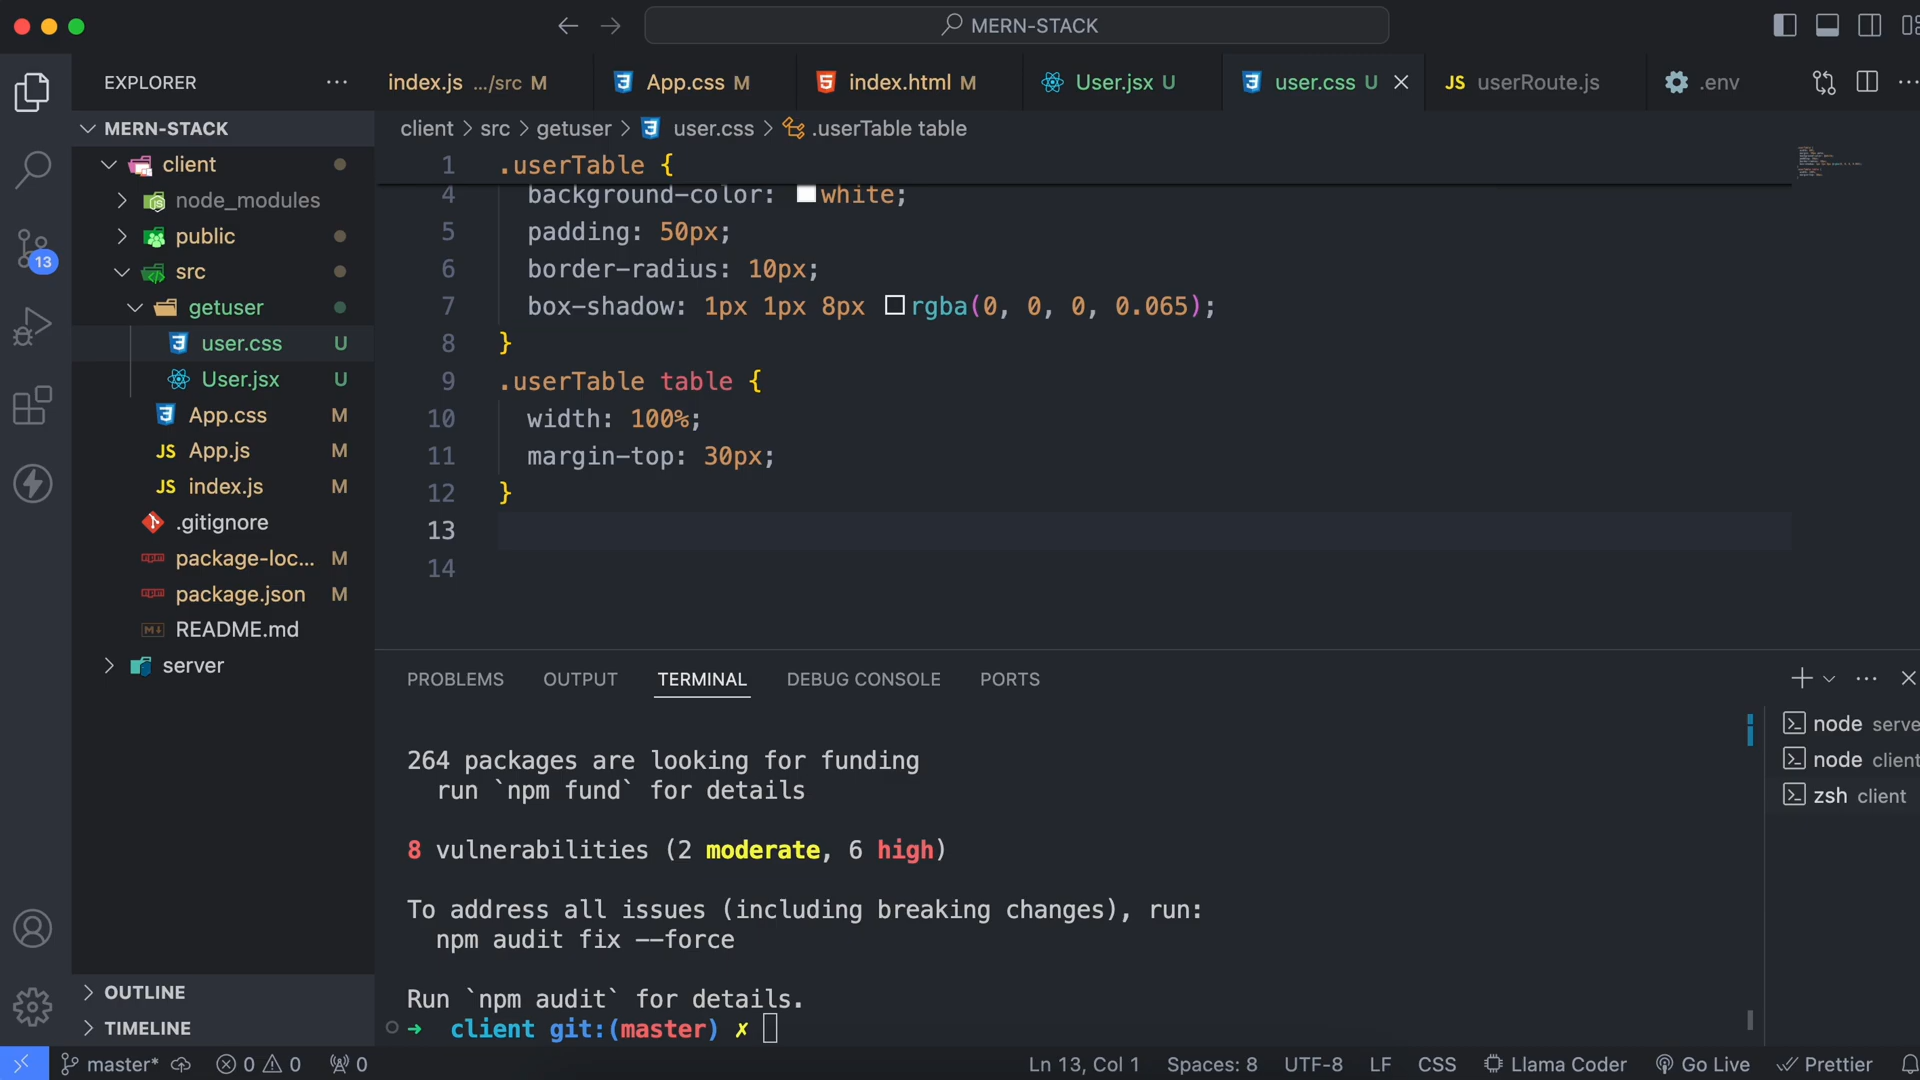 MERN-STACK
EXPLORER
index.js .../src M
App.css M
index.html M
User.jsx U
user.css U
JS userRoute.js
.env
MERN-STACK
client
node_modules
public
src
getuser
user.css U
User.jsx U
App.css M
JS App.js M
JS index.js M
.gitignore
package-loc... M
package.json M
README.md
server
OUTLINE
TIMELINE
13
client > src > getuser > user.css > .userTable table
1 .userTable {
4 background-color: white;
5 padding: 50px;
6 border-radius: 10px;
7 box-shadow: 1px 1px 8px rgba(0, 0, 0, 0.065);
8 }
9 .userTable table {
10 width: 100%;
11 margin-top: 30px;
12 }
13
14
PROBLEMS OUTPUT TERMINAL DEBUG CONSOLE PORTS
264 packages are looking for funding
run `npm fund` for details
8 vulnerabilities (2 moderate, 6 high)
To address all issues (including breaking changes), run:
npm audit fix --force
Run `npm audit` for details.
➜ client git:(master) ✗
node serve
node client
zsh client
master* 0 0 0 Ln 13, Col 1 Spaces: 8 UTF-8 LF CSS Llama Coder Go Live Prettier